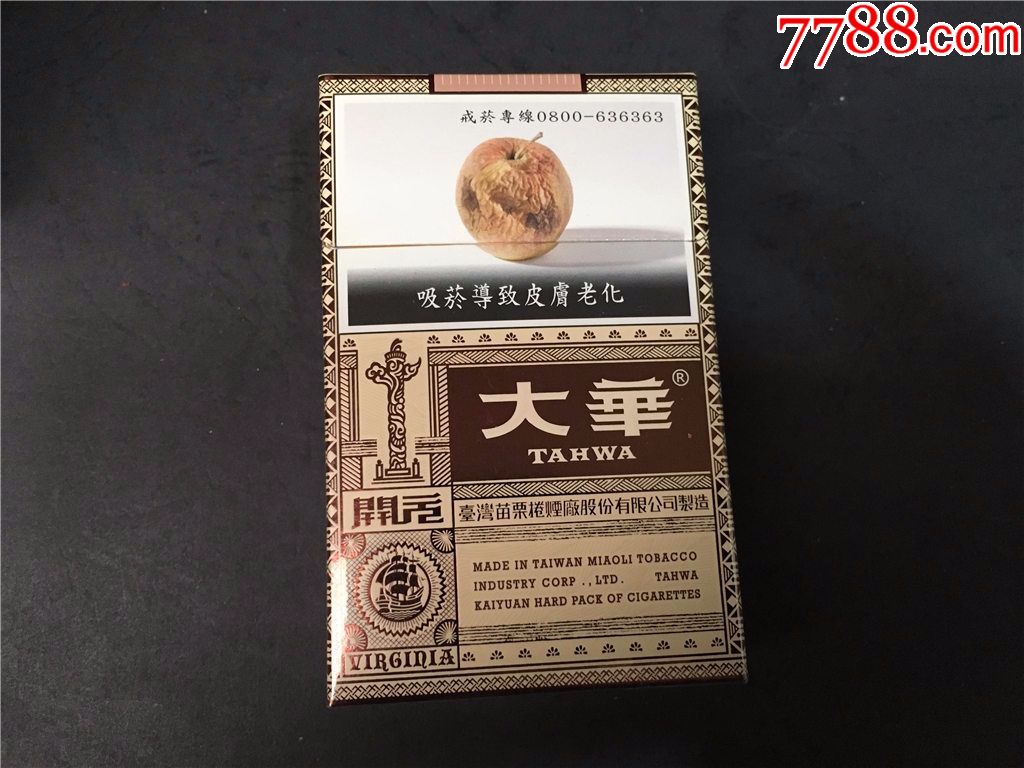 7788.com
戒菸專線0800-636363
吸菸導致皮膚老化
大華®
TAHWA
開元
臺灣苗栗捲煙廠股份有限公司製造
MADE IN TAIWAN MIAOLI TOBACCO
INDUSTRY CORP .,LTD. TAHWA
KAIYUAN HARD PACK OF CIGARETTES
VIRGINIA